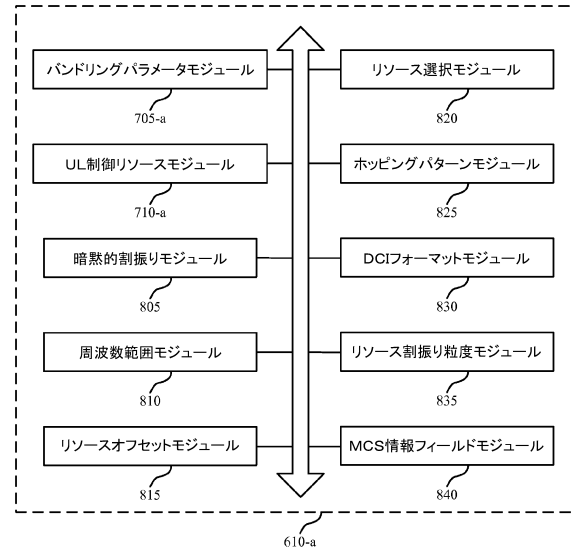 バンドリングパラメータモジュール
705-a
リソース選択モジュール
820
UL制御リソースモジュール
710-a
ホッピングパターンモジュール
825
暗黙的割振りモジュール
805
DCIフォーマットモジュール
830
周波数範囲モジュール
810
リソース割振り粒度モジュール
835
リソースオフセットモジュール
815
MCS情報フィールドモジュール
840
610-a